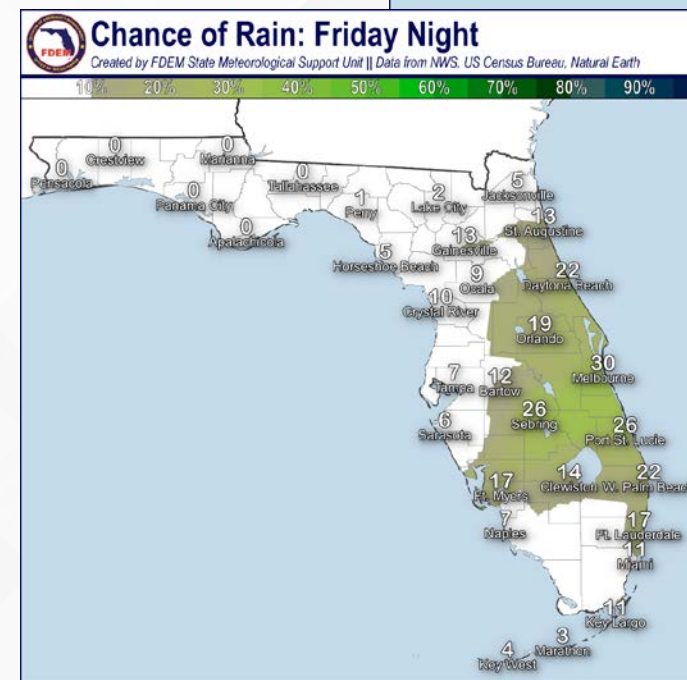 FDEM
Chance of Rain: Friday Night
Created by FDEM State Meteorological Support Unit || Data from NWS, US Census Bureau, Natural Earth
10% 20% 30% 40% 50% 60% 70% 80% 90%
0
Crestview
0
Marianna
0
Pensacola
0
Tallahassee
0
Panama City
1
Perry
2
Lake City
5
Jacksonville
0
Apalachicola
13
Gainesville
13
St. Augustine
5
Horseshoe Beach
9
Ocala
22
Daytona Beach
10
Crystal River
19
Orlando
7
Tampa
12
Bartow
30
Melbourne
6
Sarasota
26
Sebring
26
Port St. Lucie
17
Ft. Myers
14
Clewiston
22
W. Palm Beach
7
Naples
17
Ft. Lauderdale
11
Miami
11
Key Largo
4
Key West
3
Marathon